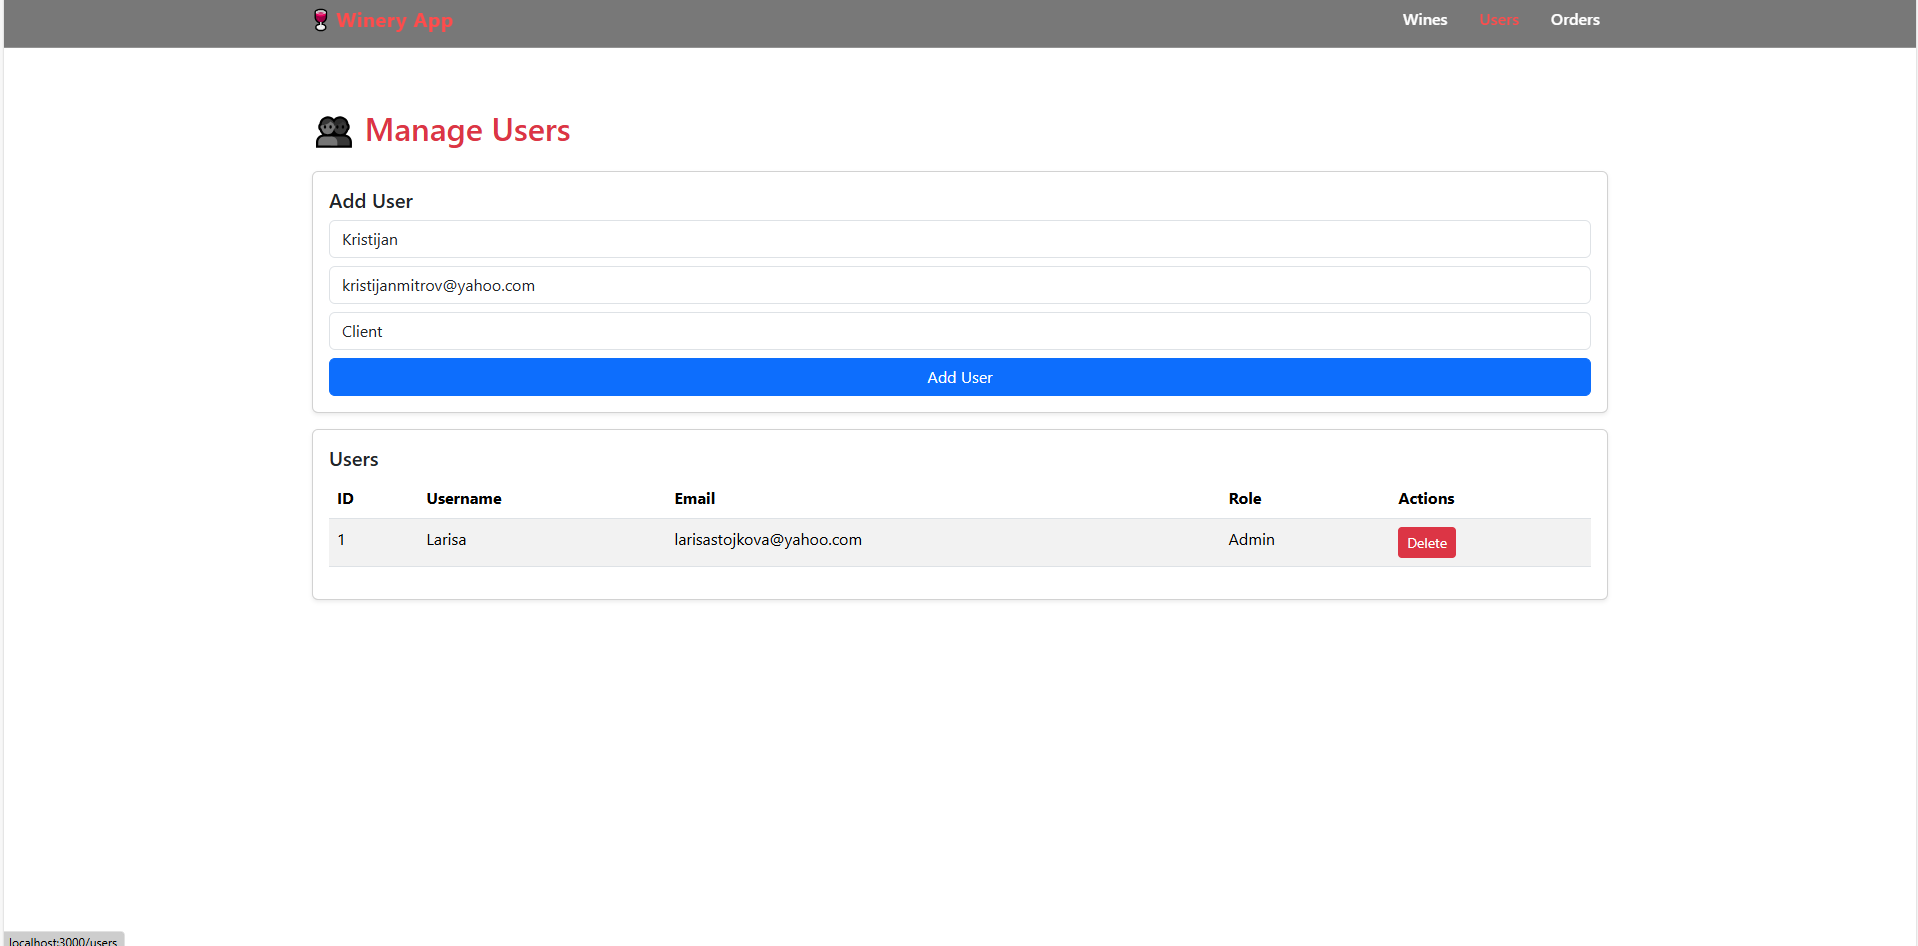 Winery App Wines Users Orders
Manage Users
Add User
Kristijan
kristijanmitrov@yahoo.com
Client
Add User
Users
ID Username Email Role Actions
1 Larisa larisastojkova@yahoo.com Admin Delete
localhost:3000/users